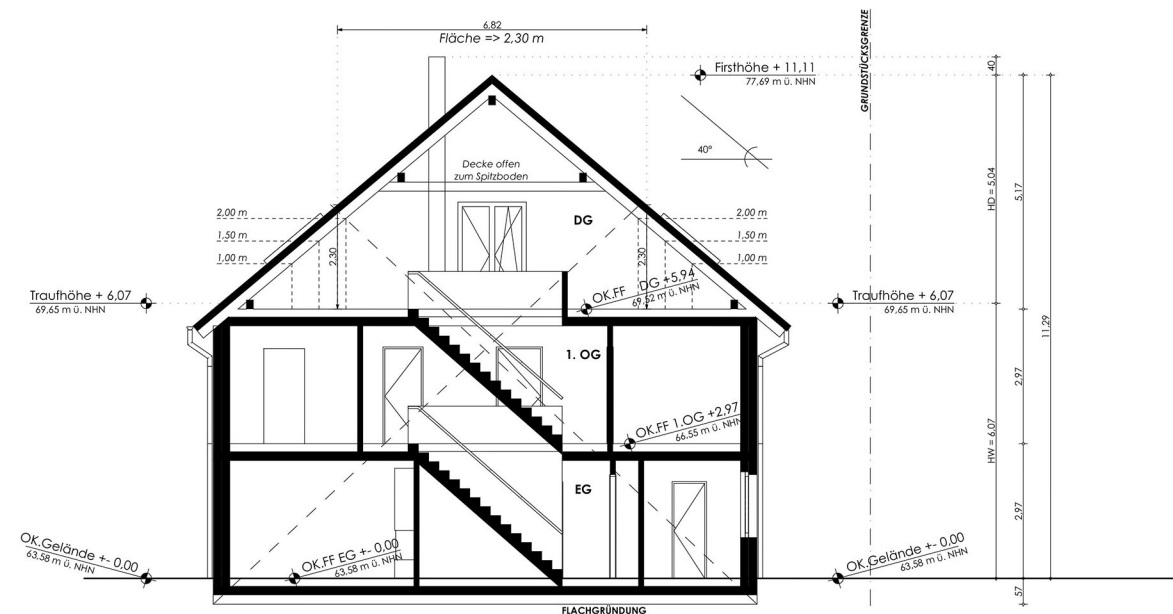 6,82
Fläche => 2,30 m
GRUNDSTÜCKSGRENZE
Firsthöhe + 11,11
77,69 m ü. NHN
40
40°
Decke offen
zum Spitzboden
HD = 5,04
5,17
DG
2,00 m
1,50 m
1,00 m
2,30
2,30
2,00 m
1,50 m
1,00 m
OK.FF DG +5,94
69,52 m ü. NHN
Traufhöhe + 6,07
69,65 m ü. NHN
Traufhöhe + 6,07
69,65 m ü. NHN
11,29
1. OG
2,97
OK.FF 1.OG +2,97
66,55 m ü. NHN
HW = 6,07
EG
2,97
OK.Gelände +- 0,00
63,58 m ü. NHN
OK.FF EG +- 0,00
63,58 m ü. NHN
OK.Gelände +- 0,00
63,58 m ü. NHN
57
FLACHGRÜNDUNG